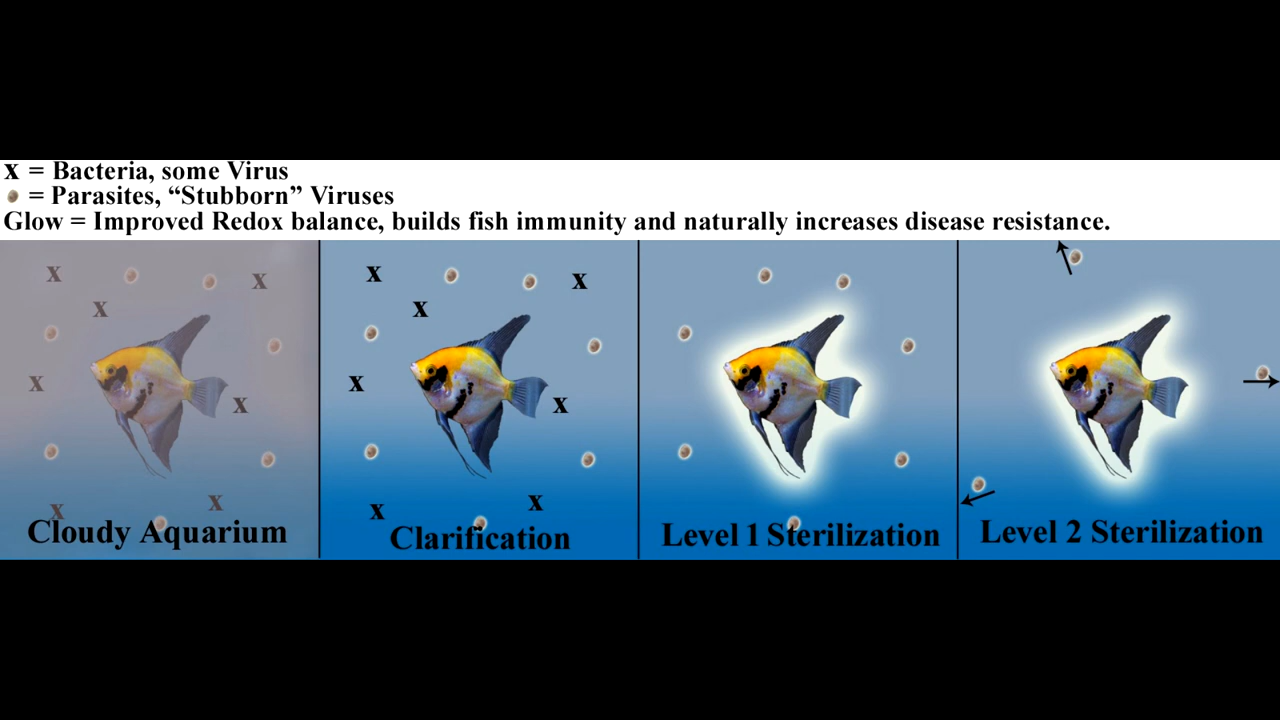 x = Bacteria, some Virus
= Parasites, “Stubborn” Viruses
Glow = Improved Redox balance, builds fish immunity and naturally increases disease resistance.
x x x x x x x
Cloudy Aquarium
x x x x x x x
Clarification
Level 1 Sterilization
Level 2 Sterilization